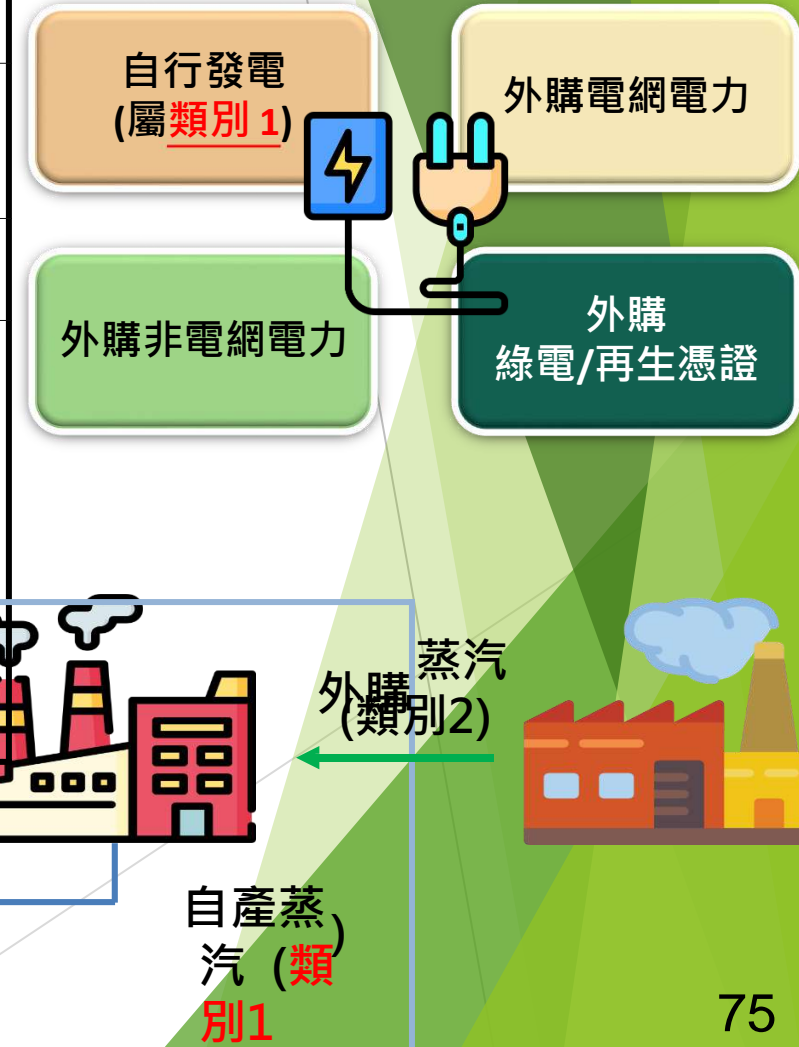 自行發電
(屬類別 1)
外購電網電力
外購非電網電力
外購
綠電/再生憑證
外購蒸汽
(類別2)
自產蒸
汽 (類
別1
)
75